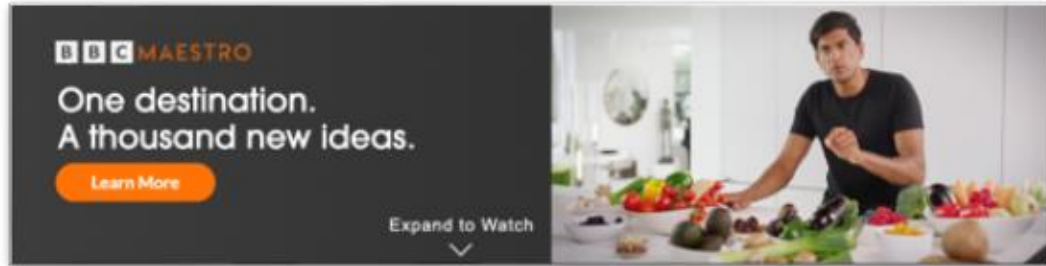 BBC MAESTRO
One destination.
A thousand new ideas.
Learn More
Expand to Watch